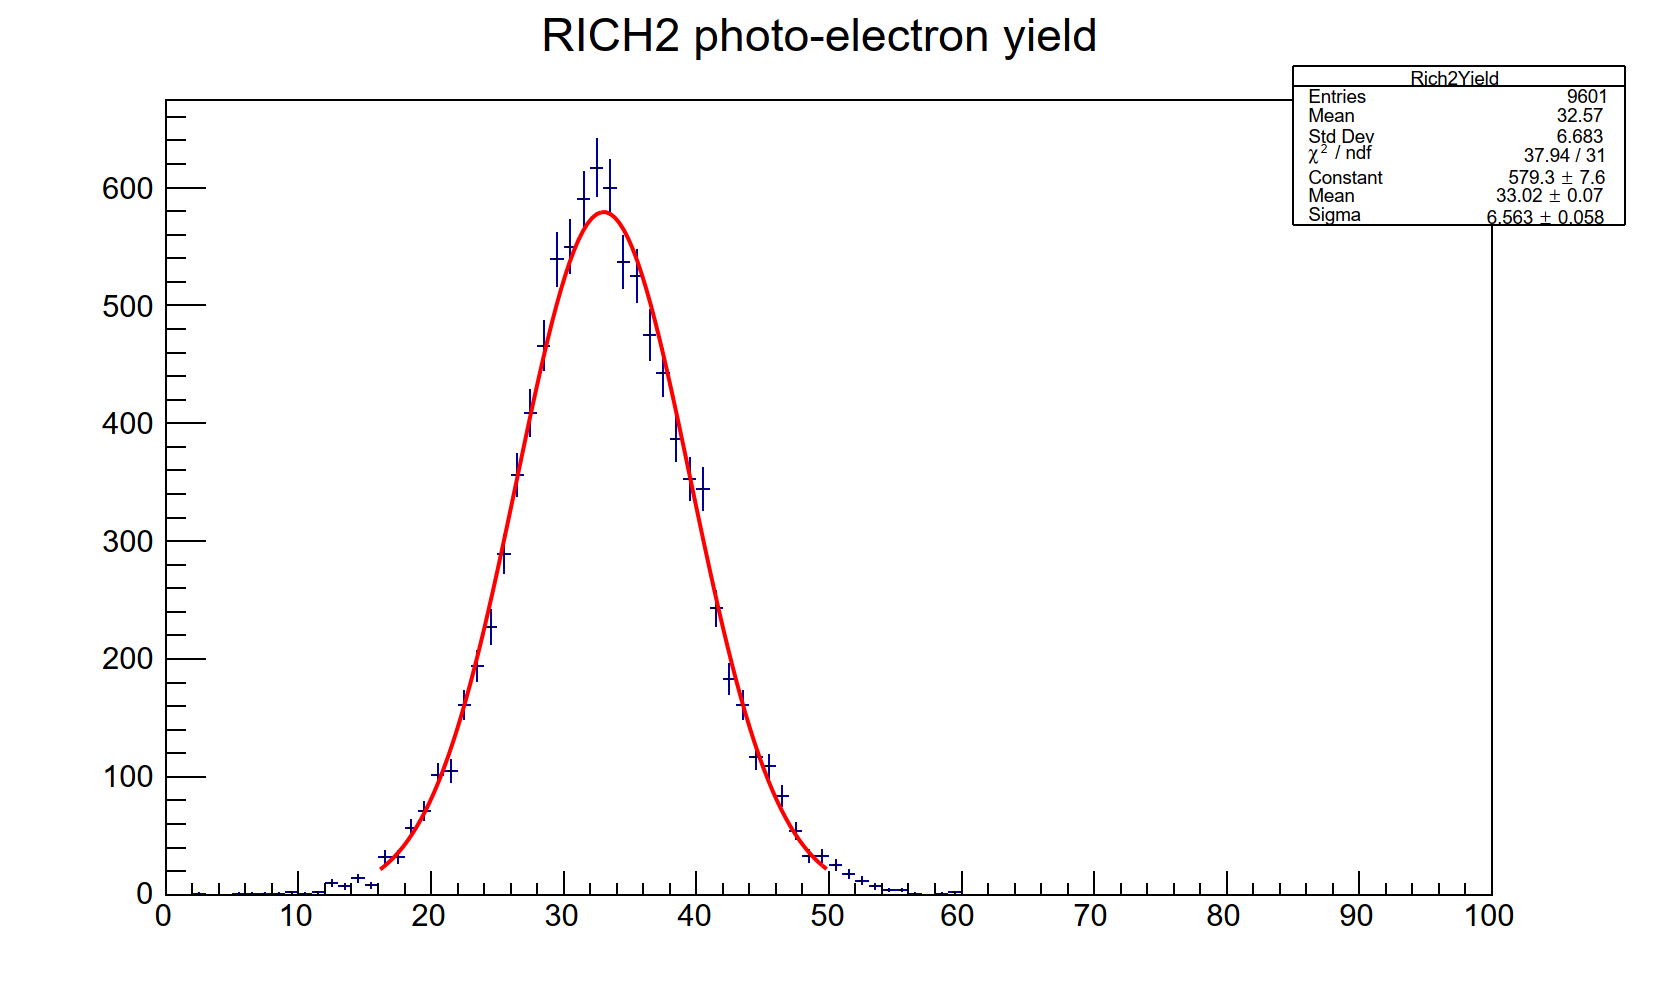 RICH2 photo-electron yield
Rich2Yield
Entries 9601
Mean 32.57
Std Dev 6.683
χ² / ndf 37.94 / 31
Constant 579.3 ± 7.6
Mean 33.02 ± 0.07
Sigma 6.563 ± 0.058
600
500
400
300
200
100
0
0 10 20 30 40 50 60 70 80 90 100